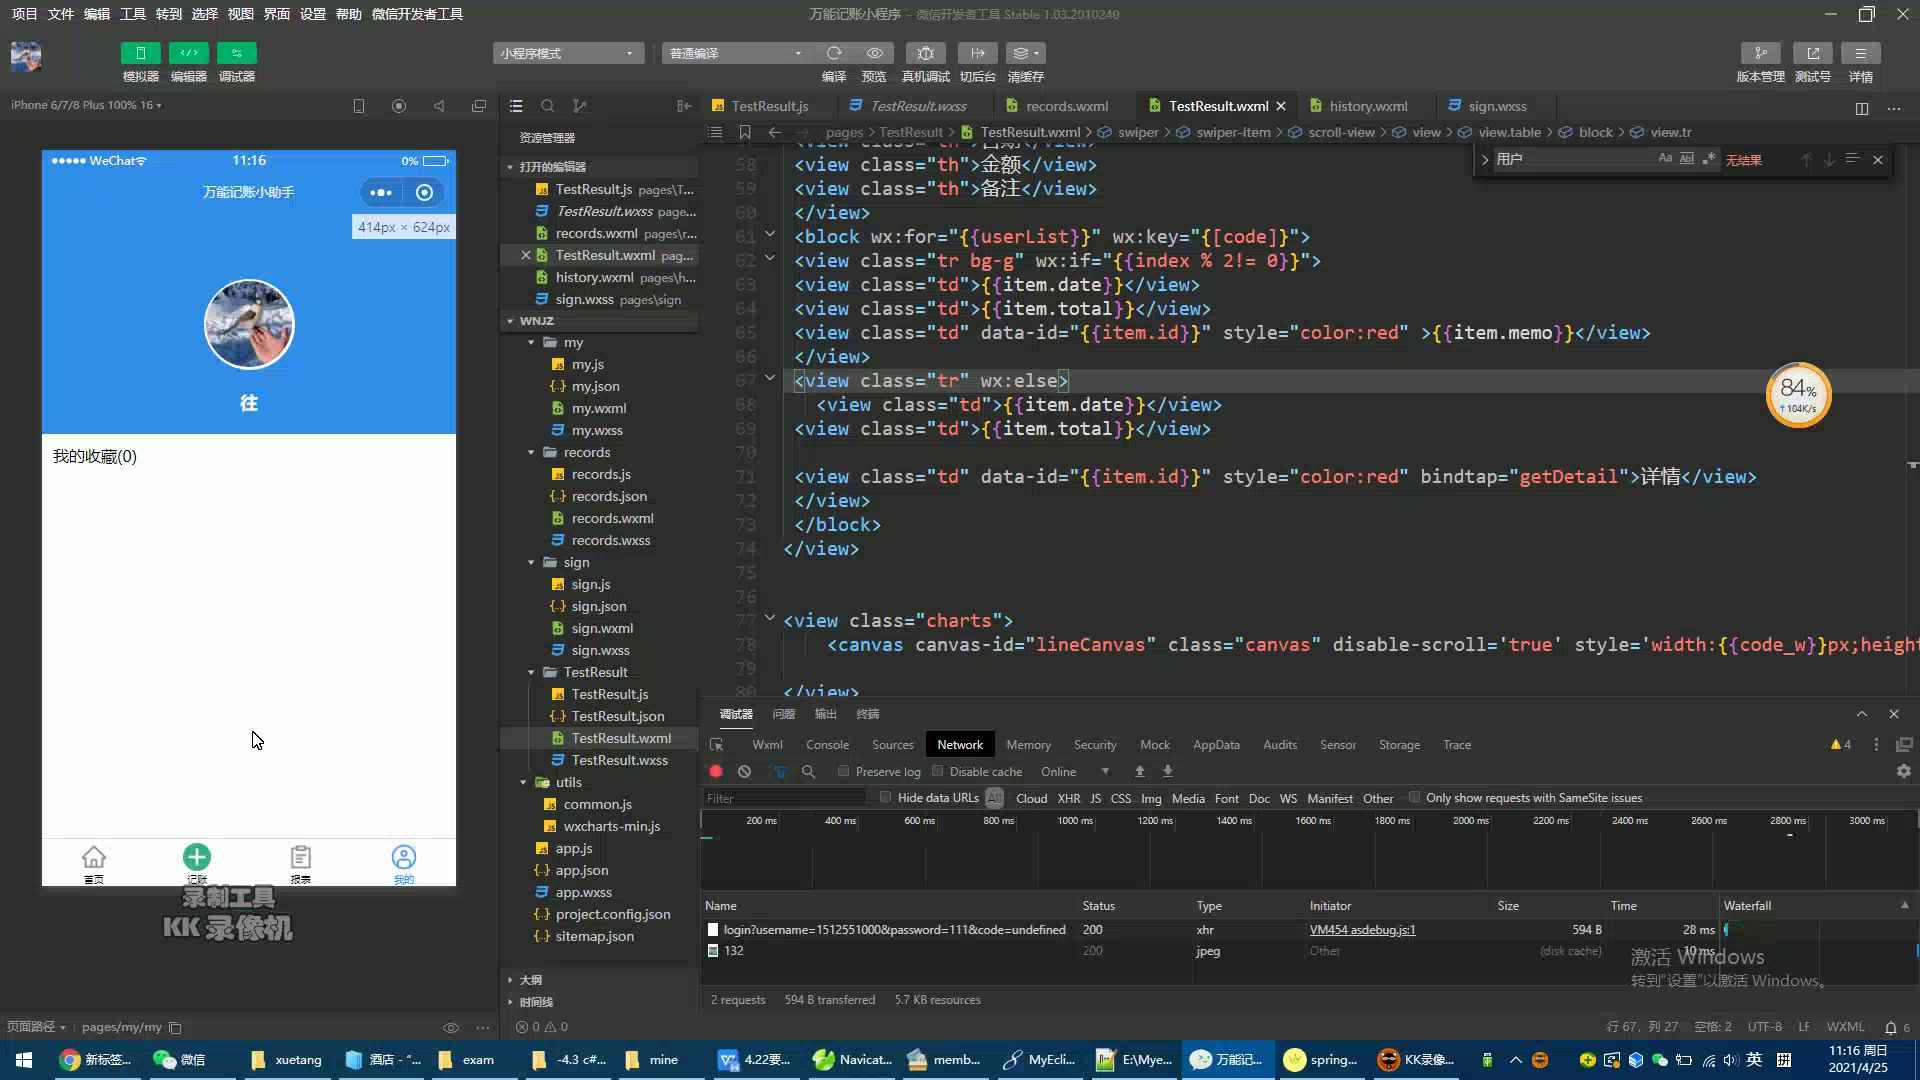 项目 文件 编辑 工具 转到 选择 视图 界面 设置 帮助 微信开发者工具
万能记账小程序 - 微信开发者工具 Stable 1.03.2010240
小程序模式
普通编译
模拟器 编辑器 调试器
编译 预览 真机调试 切后台 清缓存
版本管理 测试号 详情
iPhone 6/7/8 Plus 100% 16
TestResult.js
TestResult.wxss
records.wxml
TestResult.wxml
history.wxml
sign.wxss
资源管理器
pages > TestResult > TestResult.wxml > swiper > swiper-item > scroll-view > view > view.table > block > view.tr
用户
无结果
WeChat
11:16
0%
万能记账小助手
414px × 624px
往
我的收藏(0)
首页
记账
报表
我的
录制工具
KK 录像机
页面路径
pages/my/my
打开的编辑器
TestResult.js pages\T...
TestResult.wxss page...
records.wxml pages\r...
TestResult.wxml pag...
history.wxml pages\h...
sign.wxss pages\sign
WNJZ
my
my.js
my.json
my.wxml
my.wxss
records
records.js
records.json
records.wxml
records.wxss
sign
sign.js
sign.json
sign.wxml
sign.wxss
TestResult
TestResult.js
TestResult.json
TestResult.wxml
TestResult.wxss
utils
common.js
wxcharts-min.js
app.js
app.json
app.wxss
project.config.json
sitemap.json
大纲
时间线
0 0
58 <view class="th">金额</view>
59 <view class="th">备注</view>
60 </view>
61 <block wx:for="{{userList}}" wx:key="{[code]}">
62 <view class="tr bg-g" wx:if="{{index % 2!= 0}}">
63 <view class="td">{{item.date}}</view>
64 <view class="td">{{item.total}}</view>
65 <view class="td" data-id="{{item.id}}" style="color:red" >{{item.memo}}</view>
66 </view>
67 <view class="tr" wx:else>
68 <view class="td">{{item.date}}</view>
69 <view class="td">{{item.total}}</view>
70
71 <view class="td" data-id="{{item.id}}" style="color:red" bindtap="getDetail">详情</view>
72 </view>
73 </block>
74 </view>
75
76
77 <view class="charts">
78 <canvas canvas-id="lineCanvas" class="canvas" disable-scroll='true' style='width:{{code_w}}px;height
79
80 </view>
84%
104K/s
调试器 问题 输出 终端
Wxml Console Sources Network Memory Security Mock AppData Audits Sensor Storage Trace
4
Preserve log Disable cache Online
Filter
Hide data URLs All Cloud XHR JS CSS Img Media Font Doc WS Manifest Other Only show requests with SameSite issues
200 ms 400 ms 600 ms 800 ms 1000 ms 1200 ms 1400 ms 1600 ms 1800 ms 2000 ms 2200 ms 2400 ms 2600 ms 2800 ms 3000 ms
Name Status Type Initiator Size Time Waterfall
login?username=1512551000&password=111&code=undefined 200 xhr VM454 asdebug.js:1 594 B 28 ms
132 200 jpeg Other (disk cache) 10 ms
激活 Windows
转到"设置"以激活 Windows。
2 requests 594 B transferred 5.7 KB resources
行 67，列 27 空格: 2 UTF-8 LF WXML 6
新标签... 微信 xuetang 酒店 - "... exam -4.3 c#... mine 4.22要... Navicat... memb... MyEcli... E:\Mye... 万能记... spring... KK录像... 英 拼
11:16 周日
2021/4/25